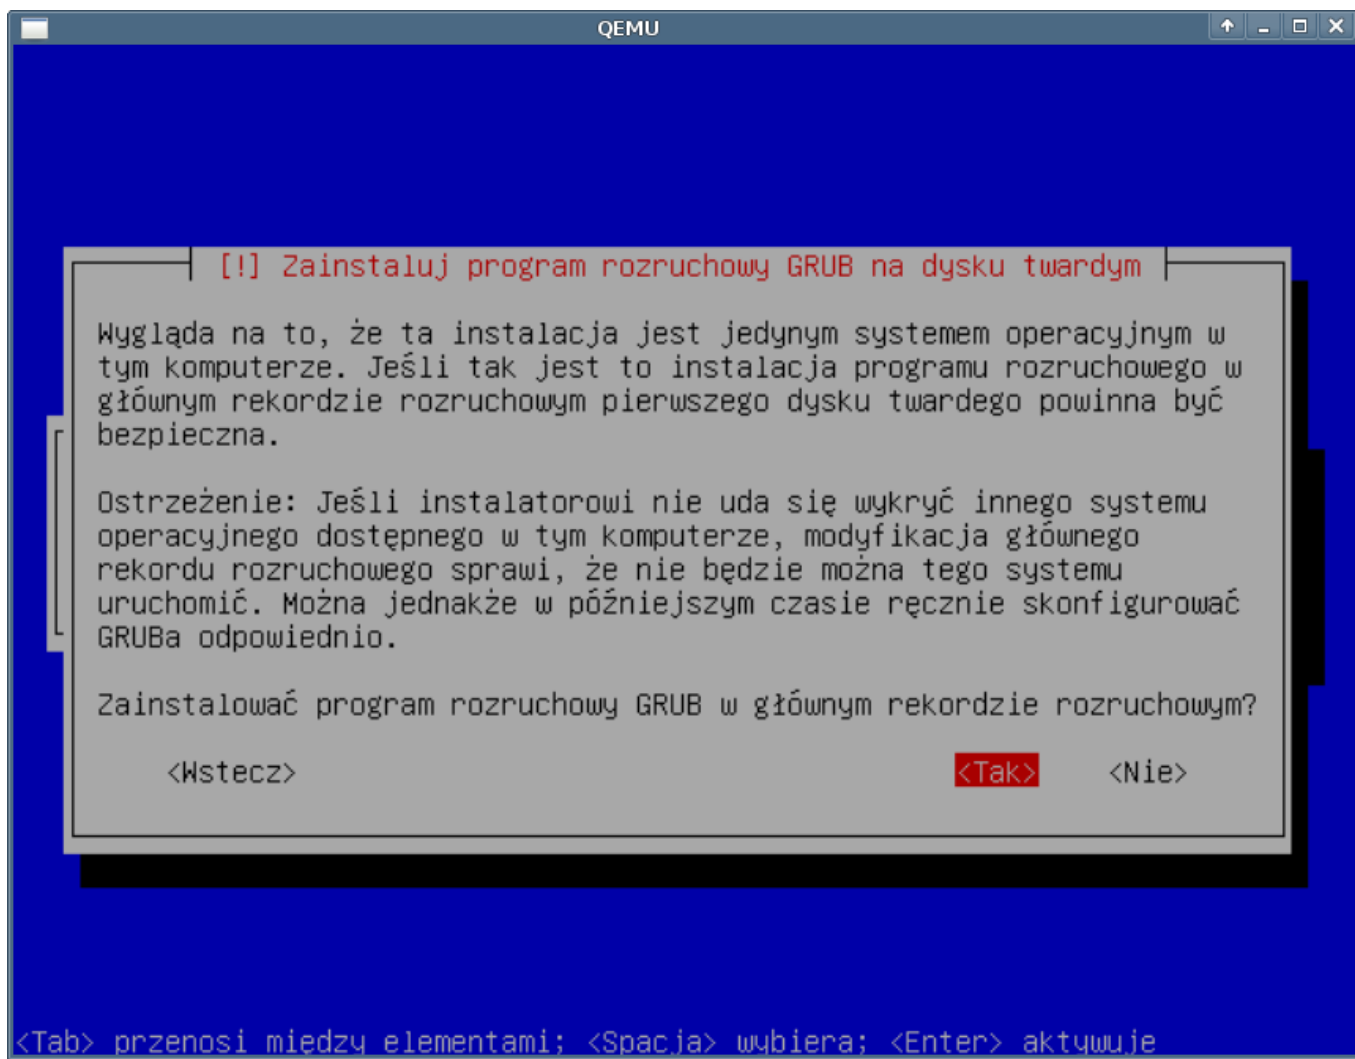 QEMU
[!] Zainstaluj program rozruchowy GRUB na dysku twardym
Wygląda na to, że ta instalacja jest jedynym systemem operacyjnym w
tym komputerze. Jeśli tak jest to instalacja programu rozruchowego w
głównym rekordzie rozruchowym pierwszego dysku twardego powinna być
bezpieczna.
Ostrzeżenie: Jeśli instalatorowi nie uda się wykryć innego systemu
operacyjnego dostępnego w tym komputerze, modyfikacja głównego
rekordu rozruchowego sprawi, że nie będzie można tego systemu
uruchomić. Można jednakże w późniejszym czasie ręcznie skonfigurować
GRUBa odpowiednio.
Zainstalować program rozruchowy GRUB w głównym rekordzie rozruchowym?
<Wstecz> <Tak> <Nie>
<Tab> przenosi między elementami; <Spacja> wybiera; <Enter> aktywuje